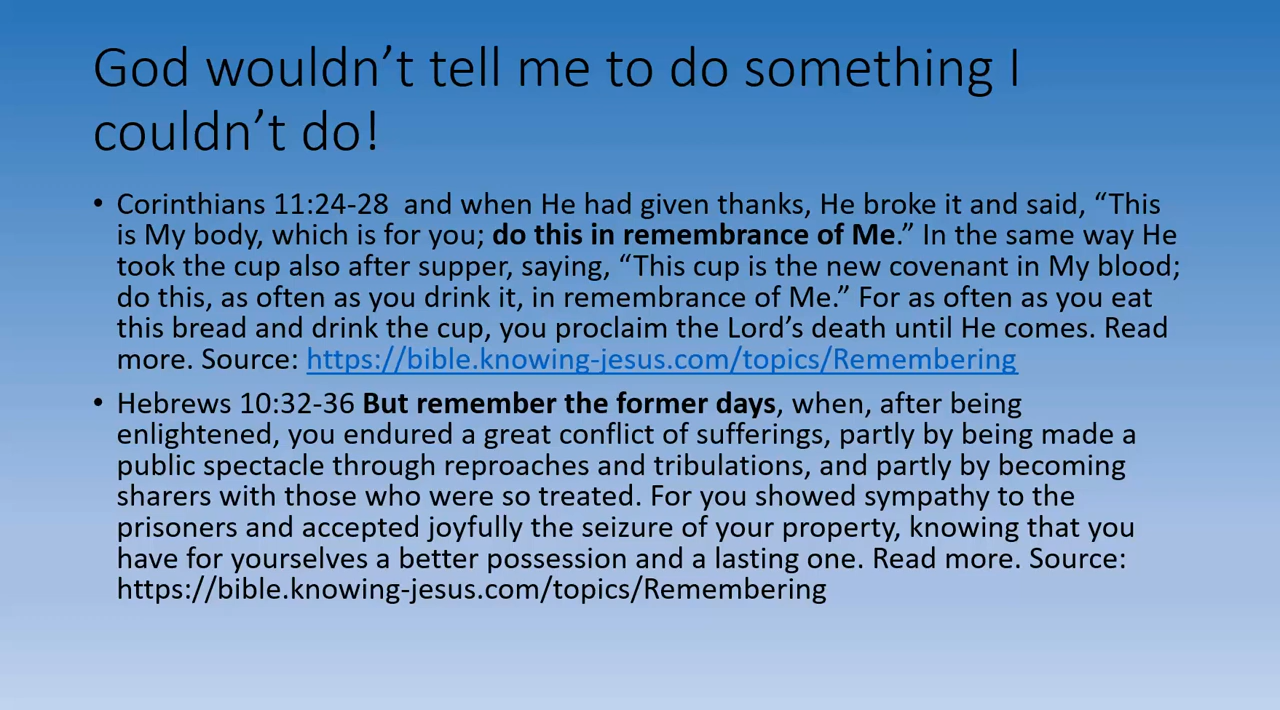 God wouldn’t tell me to do something I
couldn’t do!
• Corinthians 11:24-28  and when He had given thanks, He broke it and said, “This
is My body, which is for you; do this in remembrance of Me.” In the same way He
took the cup also after supper, saying, “This cup is the new covenant in My blood;
do this, as often as you drink it, in remembrance of Me.” For as often as you eat
this bread and drink the cup, you proclaim the Lord’s death until He comes. Read
more. Source: https://bible.knowing-jesus.com/topics/Remembering
• Hebrews 10:32-36 But remember the former days, when, after being
enlightened, you endured a great conflict of sufferings, partly by being made a
public spectacle through reproaches and tribulations, and partly by becoming
sharers with those who were so treated. For you showed sympathy to the
prisoners and accepted joyfully the seizure of your property, knowing that you
have for yourselves a better possession and a lasting one. Read more. Source:
https://bible.knowing-jesus.com/topics/Remembering